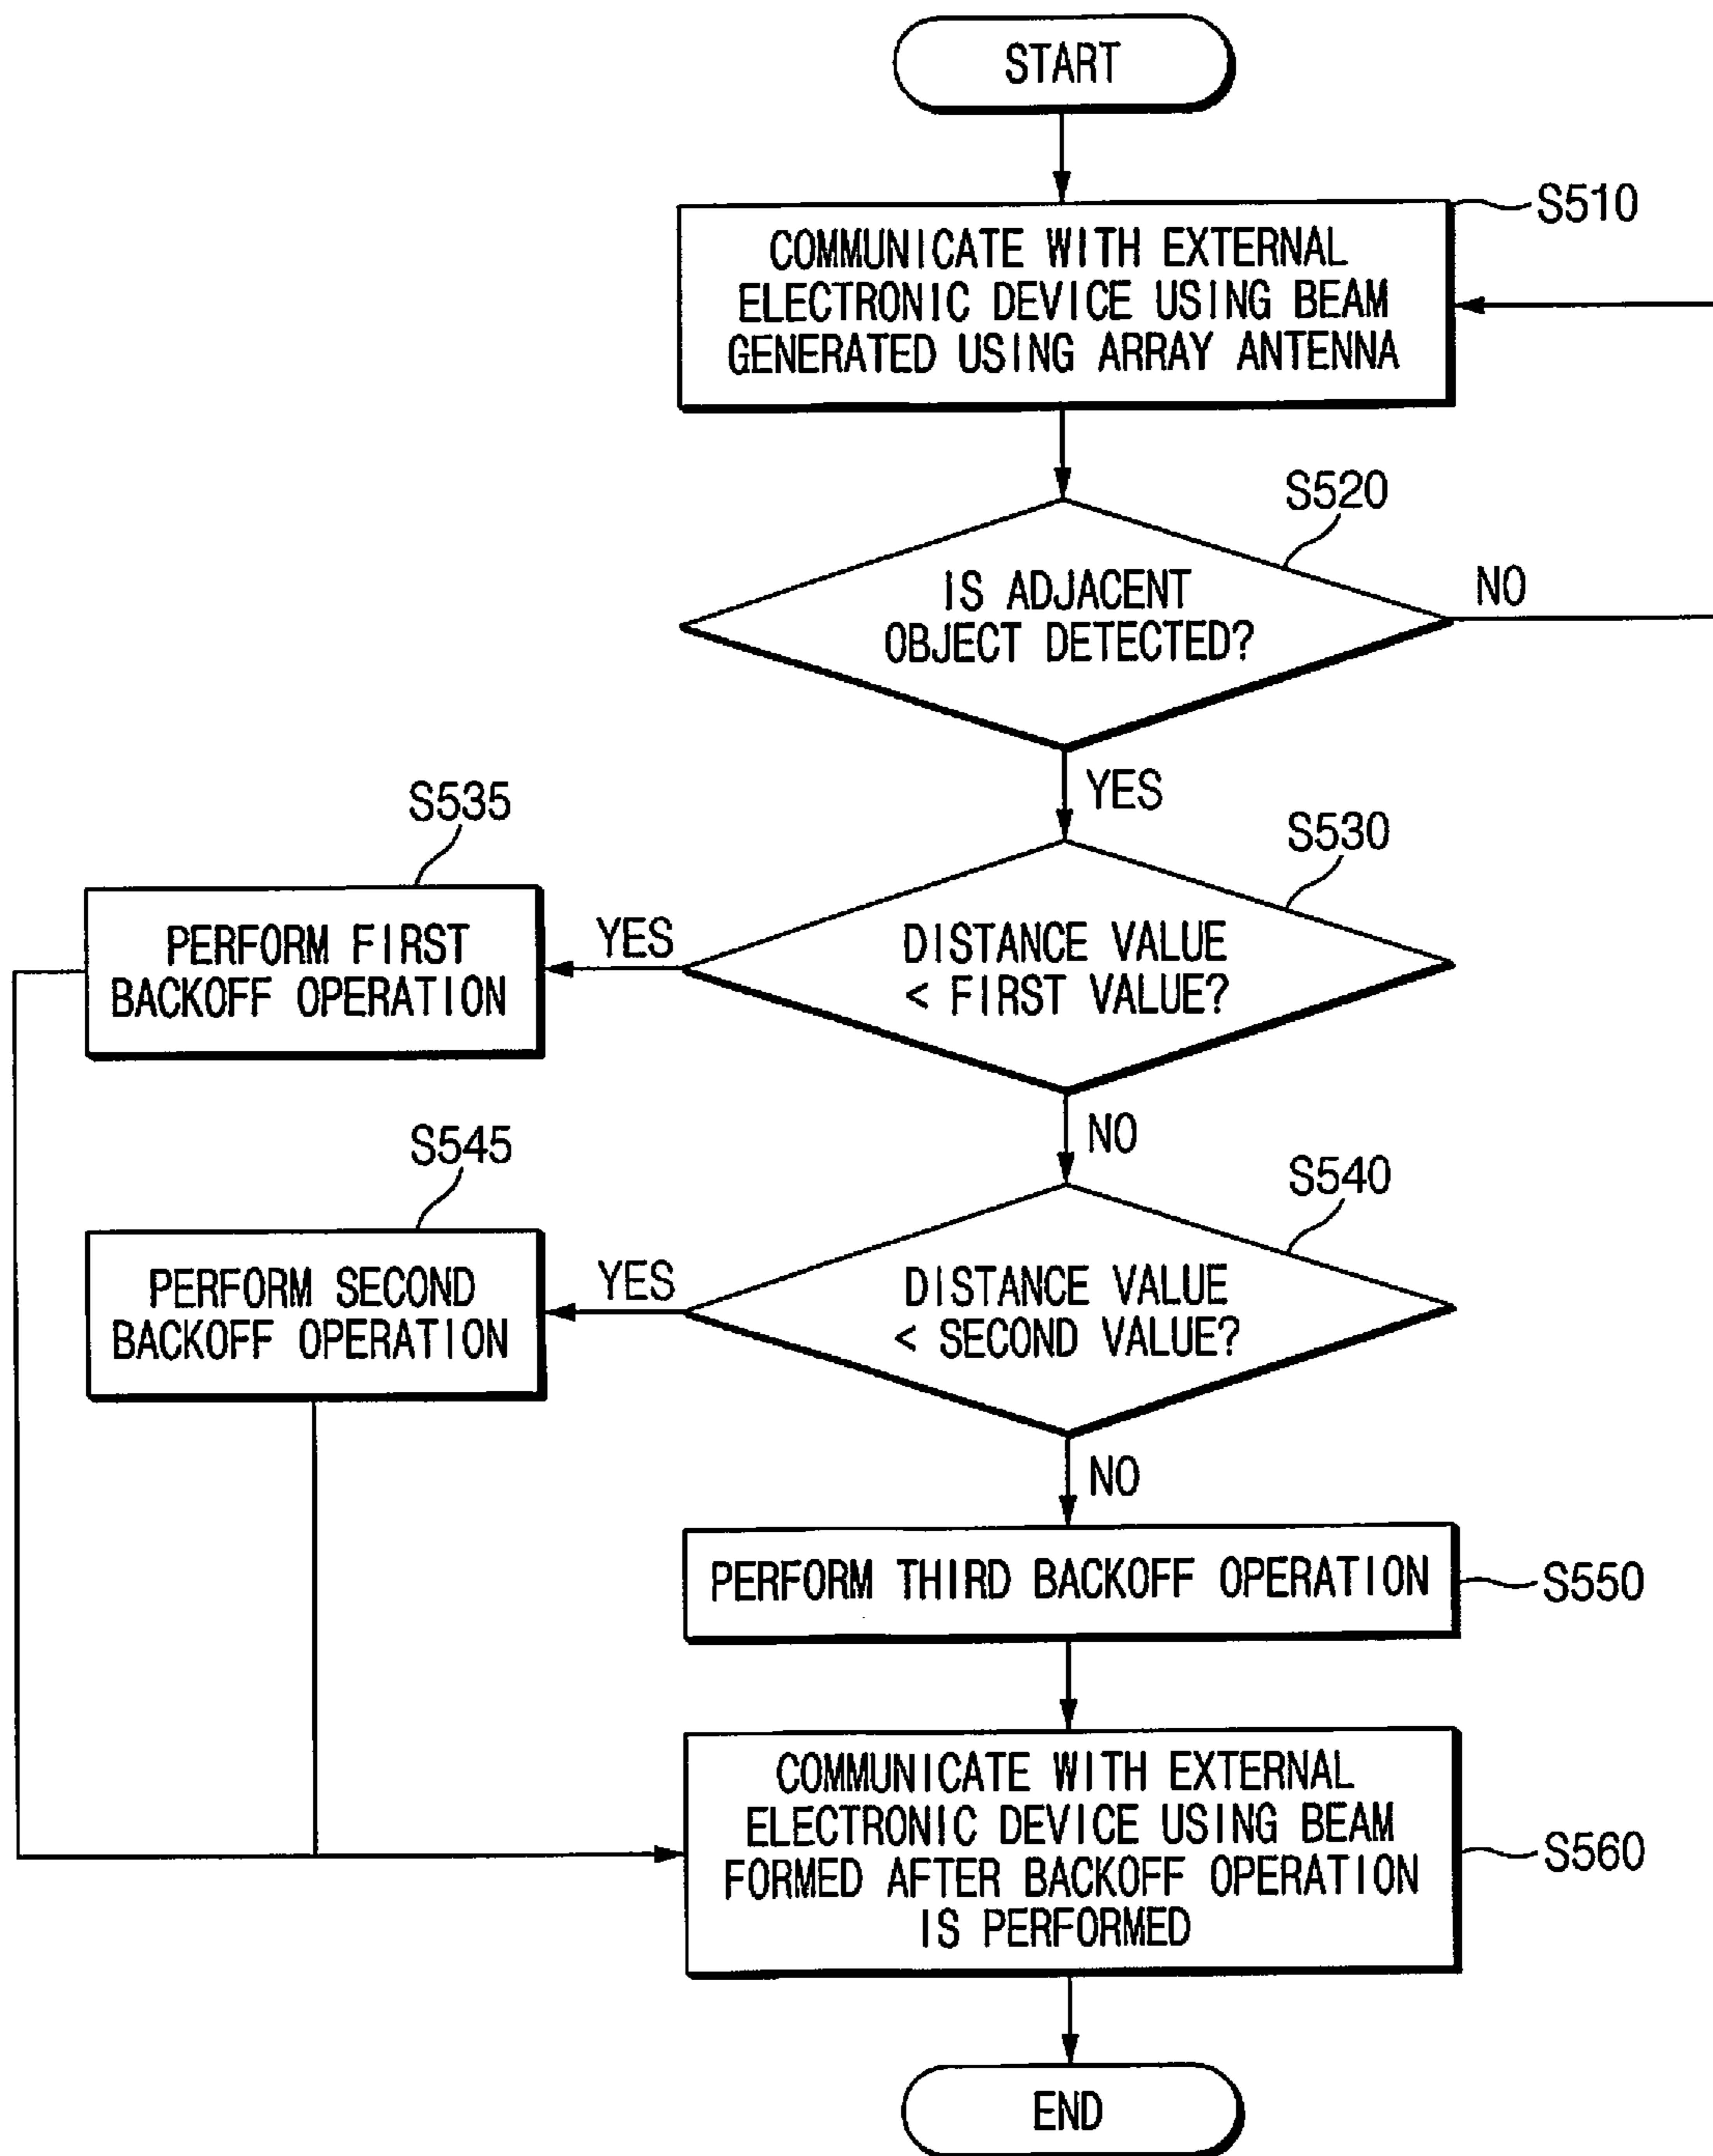 START
S510
COMMUNICATE WITH EXTERNAL
ELECTRONIC DEVICE USING BEAM
GENERATED USING ARRAY ANTENNA
S520
IS ADJACENT
OBJECT DETECTED?
NO
YES
S535
S530
PERFORM FIRST
BACKOFF OPERATION
YES
DISTANCE VALUE
< FIRST VALUE?
NO
S545
S540
PERFORM SECOND
BACKOFF OPERATION
YES
DISTANCE VALUE
< SECOND VALUE?
NO
PERFORM THIRD BACKOFF OPERATION
S550
COMMUNICATE WITH EXTERNAL
ELECTRONIC DEVICE USING BEAM
FORMED AFTER BACKOFF OPERATION
IS PERFORMED
S560
END